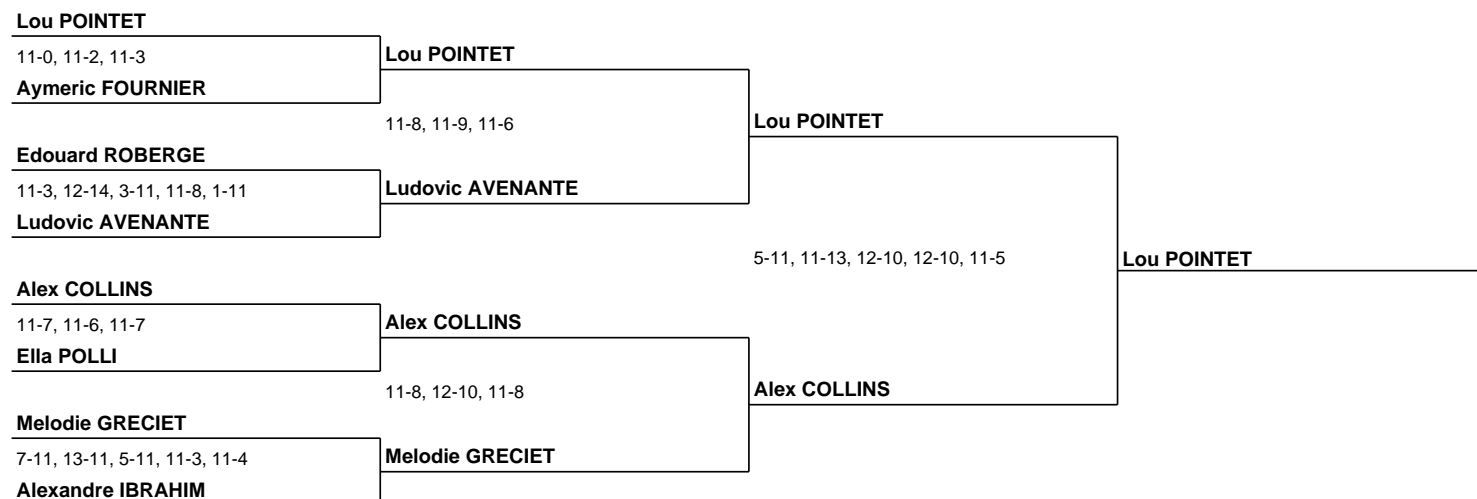 Lou POINTET
11-0, 11-2, 11-3
Aymeric FOURNIER
Lou POINTET
11-8, 11-9, 11-6
Edouard ROBERGE
11-3, 12-14, 3-11, 11-8, 1-11
Ludovic AVENANTE
Ludovic AVENANTE
Lou POINTET
5-11, 11-13, 12-10, 12-10, 11-5
Lou POINTET
Alex COLLINS
11-7, 11-6, 11-7
Ella POLLI
Alex COLLINS
11-8, 12-10, 11-8
Alex COLLINS
Melodie GRECIET
7-11, 13-11, 5-11, 11-3, 11-4
Alexandre IBRAHIM
Melodie GRECIET